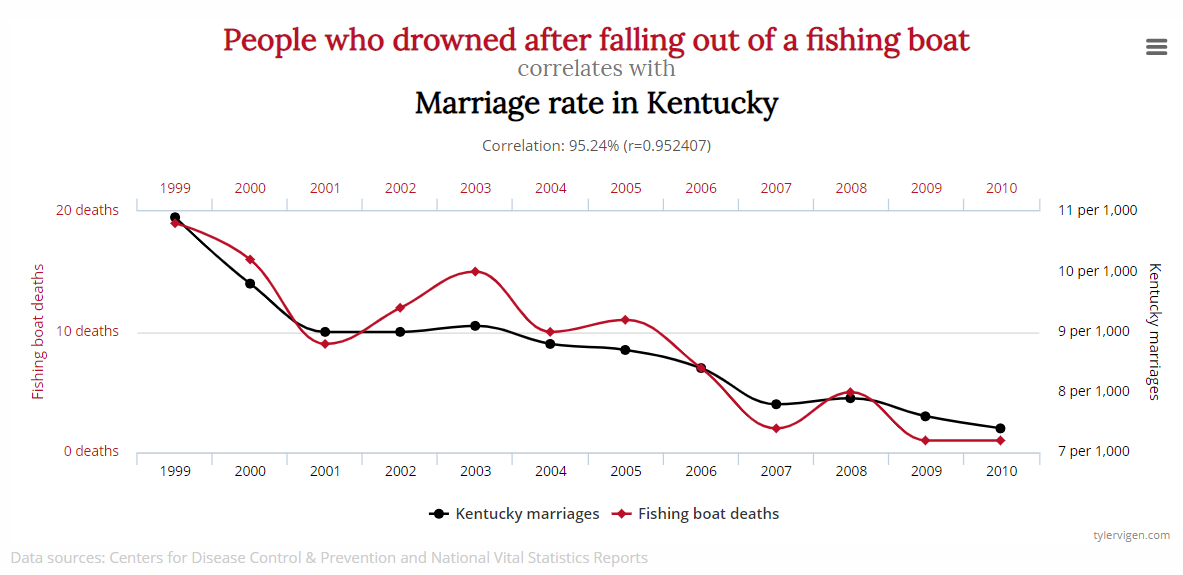 People who drowned after falling out of a fishing boat
correlates with
Marriage rate in Kentucky
Correlation: 95.24% (r=0.952407)
1999 2000 2001 2002 2003 2004 2005 2006 2007 2008 2009 2010
20 deaths 11 per 1,000
10 per 1,000
10 deaths 9 per 1,000
8 per 1,000
0 deaths 7 per 1,000
Fishing boat deaths
Kentucky marriages
1999 2000 2001 2002 2003 2004 2005 2006 2007 2008 2009 2010
Kentucky marriages Fishing boat deaths
tylervigen.com
Data sources: Centers for Disease Control & Prevention and National Vital Statistics Reports